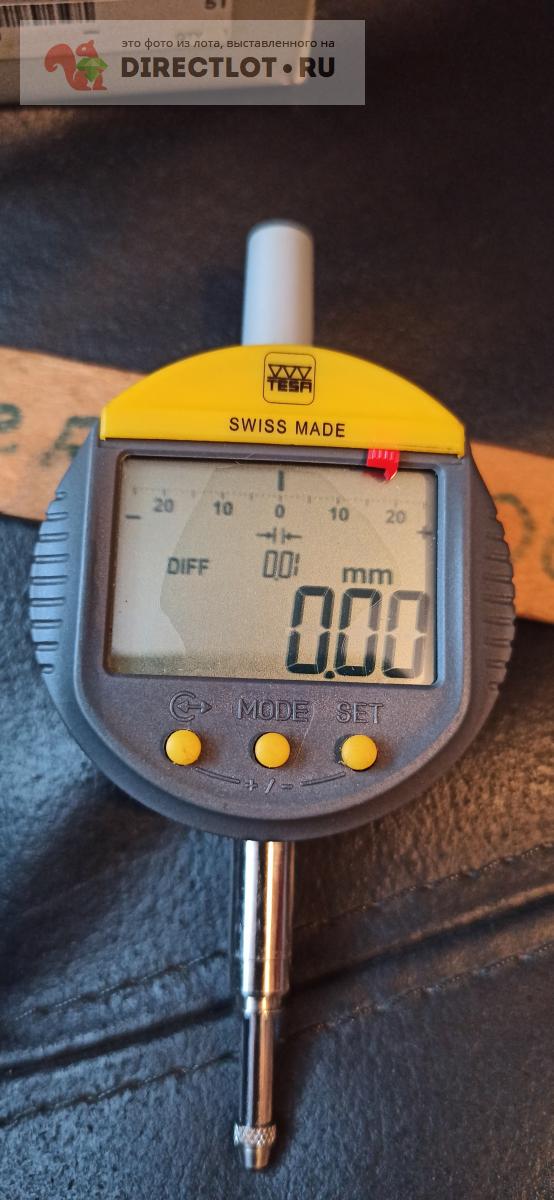 это фото из лота, выставленного на
DIRECTLOT.RU
TESA
SWISS MADE
20 10 0 10 20
− +
DIFF 0.01 mm
0.00
MODE SET
+/-